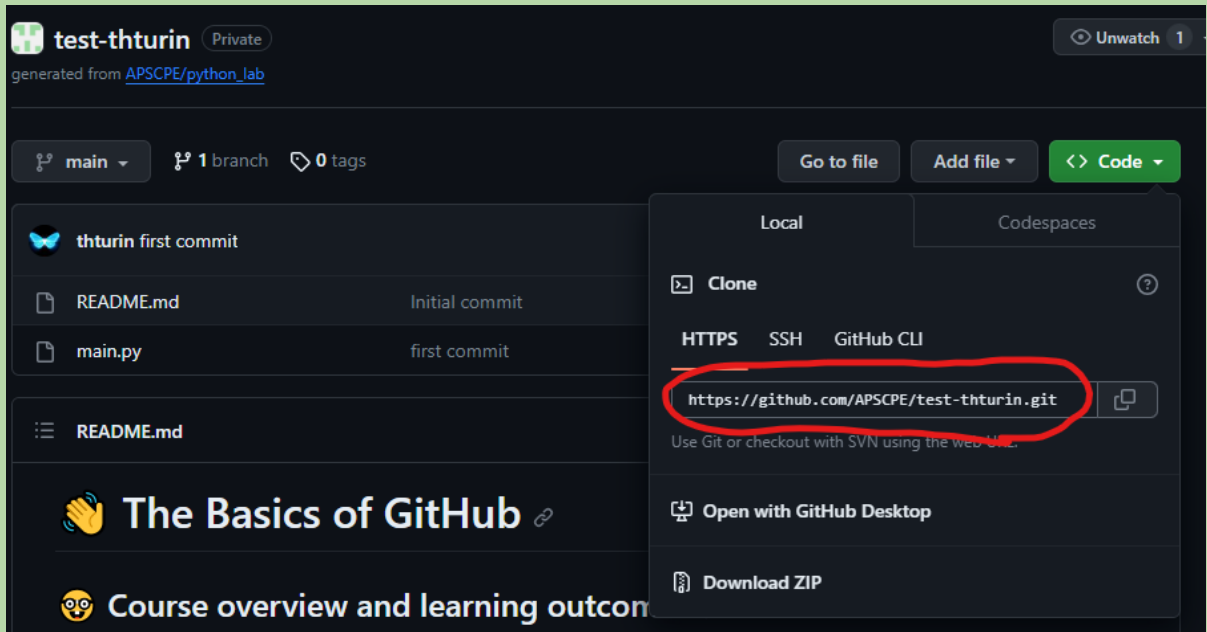 test-thturin Private
Unwatch 1
generated from APSCPE/python_lab
main 1 branch 0 tags
Go to file Add file Code
Local Codespaces
thturin first commit
Clone
README.md Initial commit
HTTPS SSH GitHub CLI
main.py first commit
https://github.com/APSCPE/test-thturin.git
README.md
Use Git or checkout with SVN using the web URL.
The Basics of GitHub
Open with GitHub Desktop
Download ZIP
Course overview and learning outcom